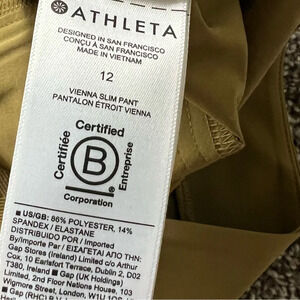 ATHLETA
DESIGNED IN SAN FRANCISCO
CONÇU À SAN FRANCISCO
MADE IN VIETNAM
12
VIENNA SLIM PANT
PANTALON ÉTROIT VIENNA
Certified
Certifiée
B
Entreprise
Corporation
■ US/GB: 86% POLYESTER, 14%
SPANDEX / ELASTANE
DISTRIBUIDO POR / Imported
By/Importe Par / ΕΙΣΑΓΕΤΑΙ ΑΠΟ ΤΗΝ/
Gap Stores (Ireland) Limited c/o Arthur
Cox, 10 Earlsfort Terrace, Dublin 2, D02
T380, Ireland; ■ Gap (UK Holdings)
Limited, 2nd Floor Nations House, 103
Wigmore Street, London, W1U 1QS